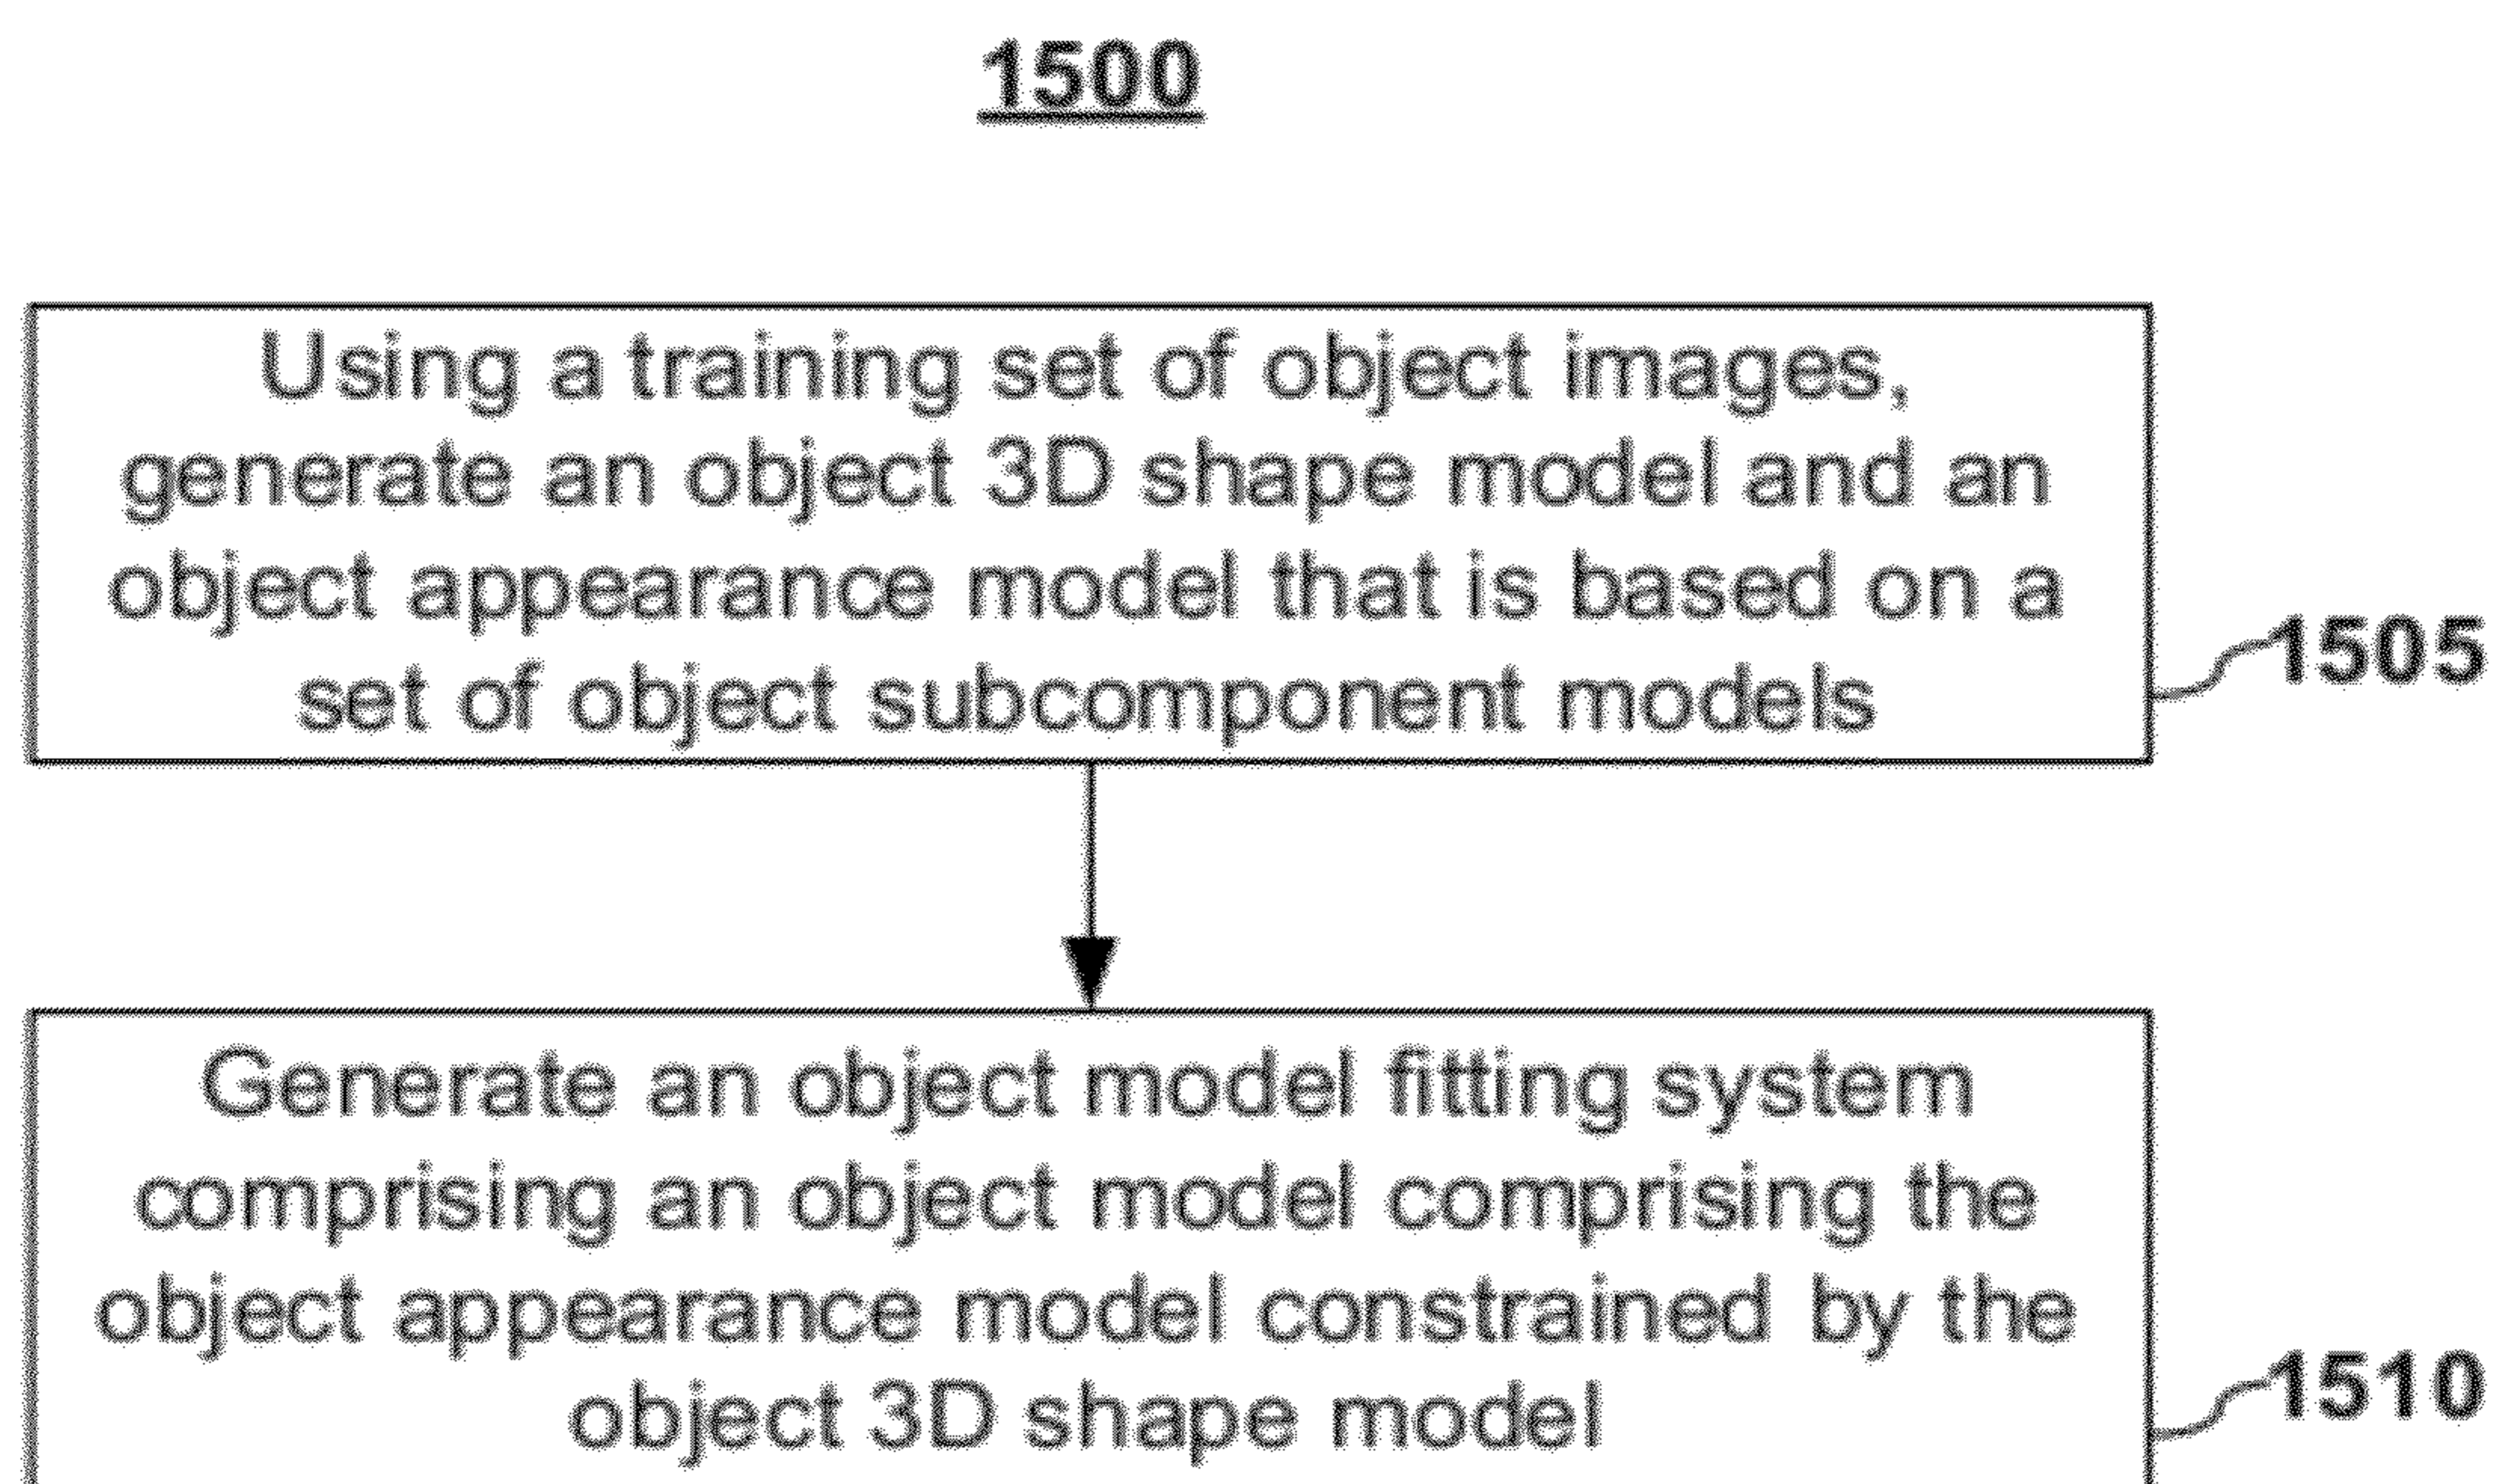 1500
Using a training set of object images,
generate an object 3D shape model and an
object appearance model that is based on a
set of object subcomponent models
1505
Generate an object model fitting system
comprising an object model comprising the
object appearance model constrained by the
object 3D shape model
1510